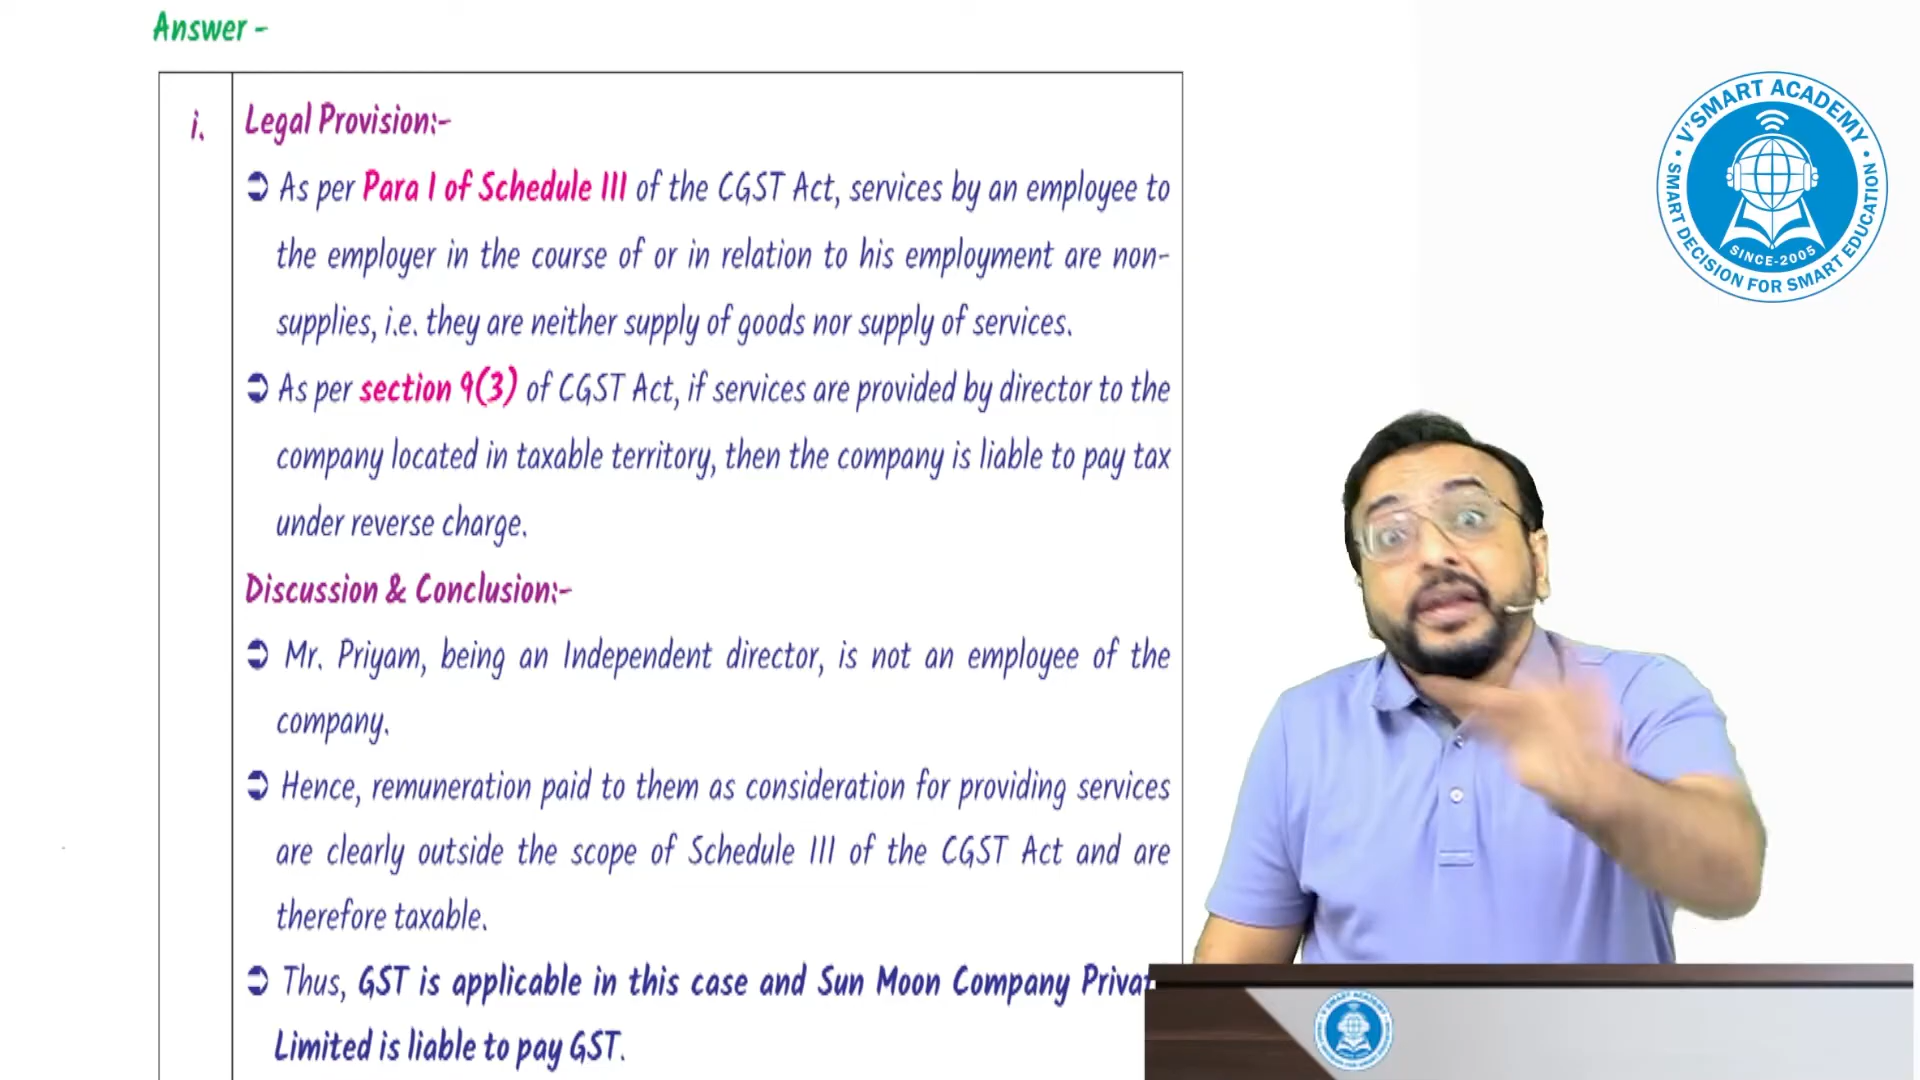 Answer -
i.
Legal Provision:-
➲ As per Para 1 of Schedule III of the CGST Act, services by an employee to
the employer in the course of or in relation to his employment are non-
supplies, i.e. they are neither supply of goods nor supply of services.
➲ As per section 9(3) of CGST Act, if services are provided by director to the
company located in taxable territory, then the company is liable to pay tax
under reverse charge.
Discussion & Conclusion:-
➲ Mr. Priyam, being an Independent director, is not an employee of the
company.
➲ Hence, remuneration paid to them as consideration for providing services
are clearly outside the scope of Schedule III of the CGST Act and are
therefore taxable.
➲ Thus, GST is applicable in this case and Sun Moon Company Privat
Limited is liable to pay GST.
V'SMART ACADEMY
SMART DECISION FOR SMART EDUCATION
SINCE-2005